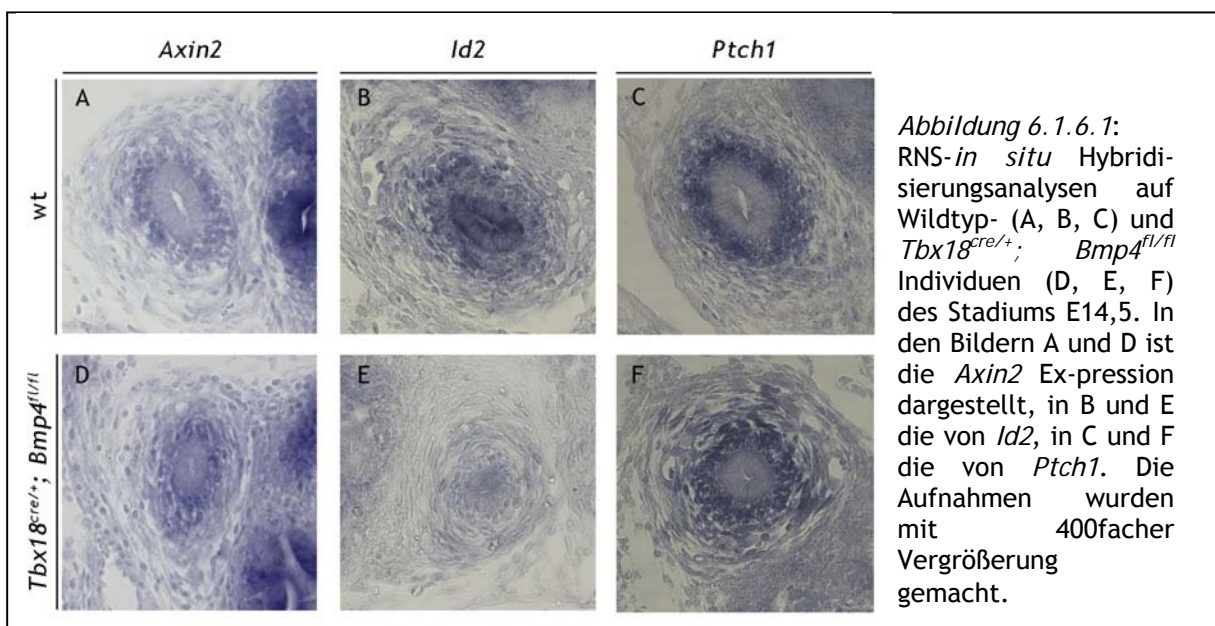 Axin2 Id2 Ptch1
wt
A B C
Tbx18cre/+; Bmp4fl/fl
D E F
Abbildung 6.1.6.1:
RNS-in situ Hybridi-
sierungsanalysen auf
Wildtyp- (A, B, C) und
Tbx18cre/+; Bmp4fl/fl
Individuen (D, E, F)
des Stadiums E14,5. In
den Bildern A und D ist
die Axin2 Ex-pression
dargestellt, in B und E
die von Id2, in C und F
die von Ptch1. Die
Aufnahmen wurden
mit 400facher
Vergrößerung
gemacht.